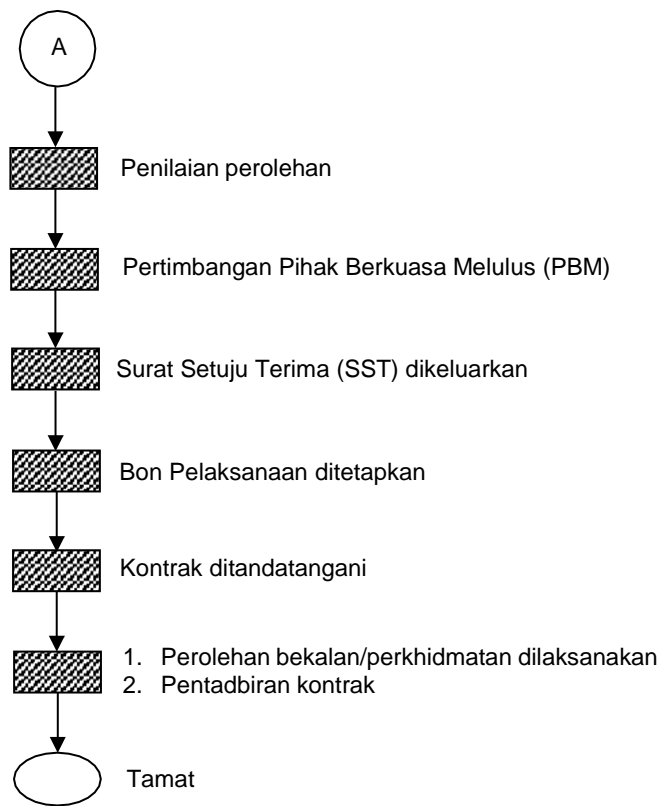 A
Penilaian perolehan
Pertimbangan Pihak Berkuasa Melulus (PBM)
Surat Setuju Terima (SST) dikeluarkan
Bon Pelaksanaan ditetapkan
Kontrak ditandatangani
1. Perolehan bekalan/perkhidmatan dilaksanakan
2. Pentadbiran kontrak
Tamat